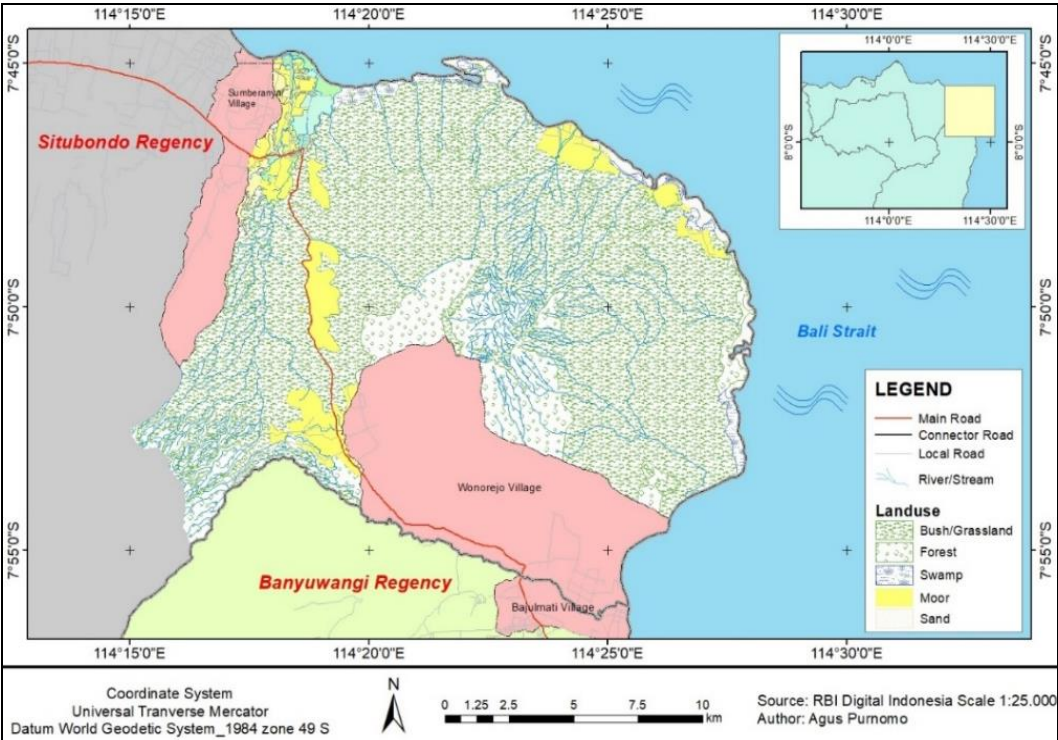 114°15'0"E 114°20'0"E 114°25'0"E 114°30'0"E
7°45'0"S
7°50'0"S
7°55'0"S
Sumberanyar
Village
Situbondo Regency
Wonorejo Village
Banyuwangi Regency
Bajulmati Village
Bali Strait
114°0'0"E 114°30'0"E
8°0'0"S
8°0'0"S
114°0'0"E 114°30'0"E
7°45'0"S
7°50'0"S
7°55'0"S
LEGEND
Main Road
Connector Road
Local Road
River/Stream
Landuse
Bush/Grassland
Forest
Swamp
Moor
Sand
114°15'0"E 114°20'0"E 114°25'0"E 114°30'0"E
Coordinate System
Universal Tranverse Mercator
Datum World Geodetic System_1984 zone 49 S
N
0 1.25 2.5 5 7.5 10
km
Source: RBI Digital Indonesia Scale 1:25.000
Author: Agus Purnomo